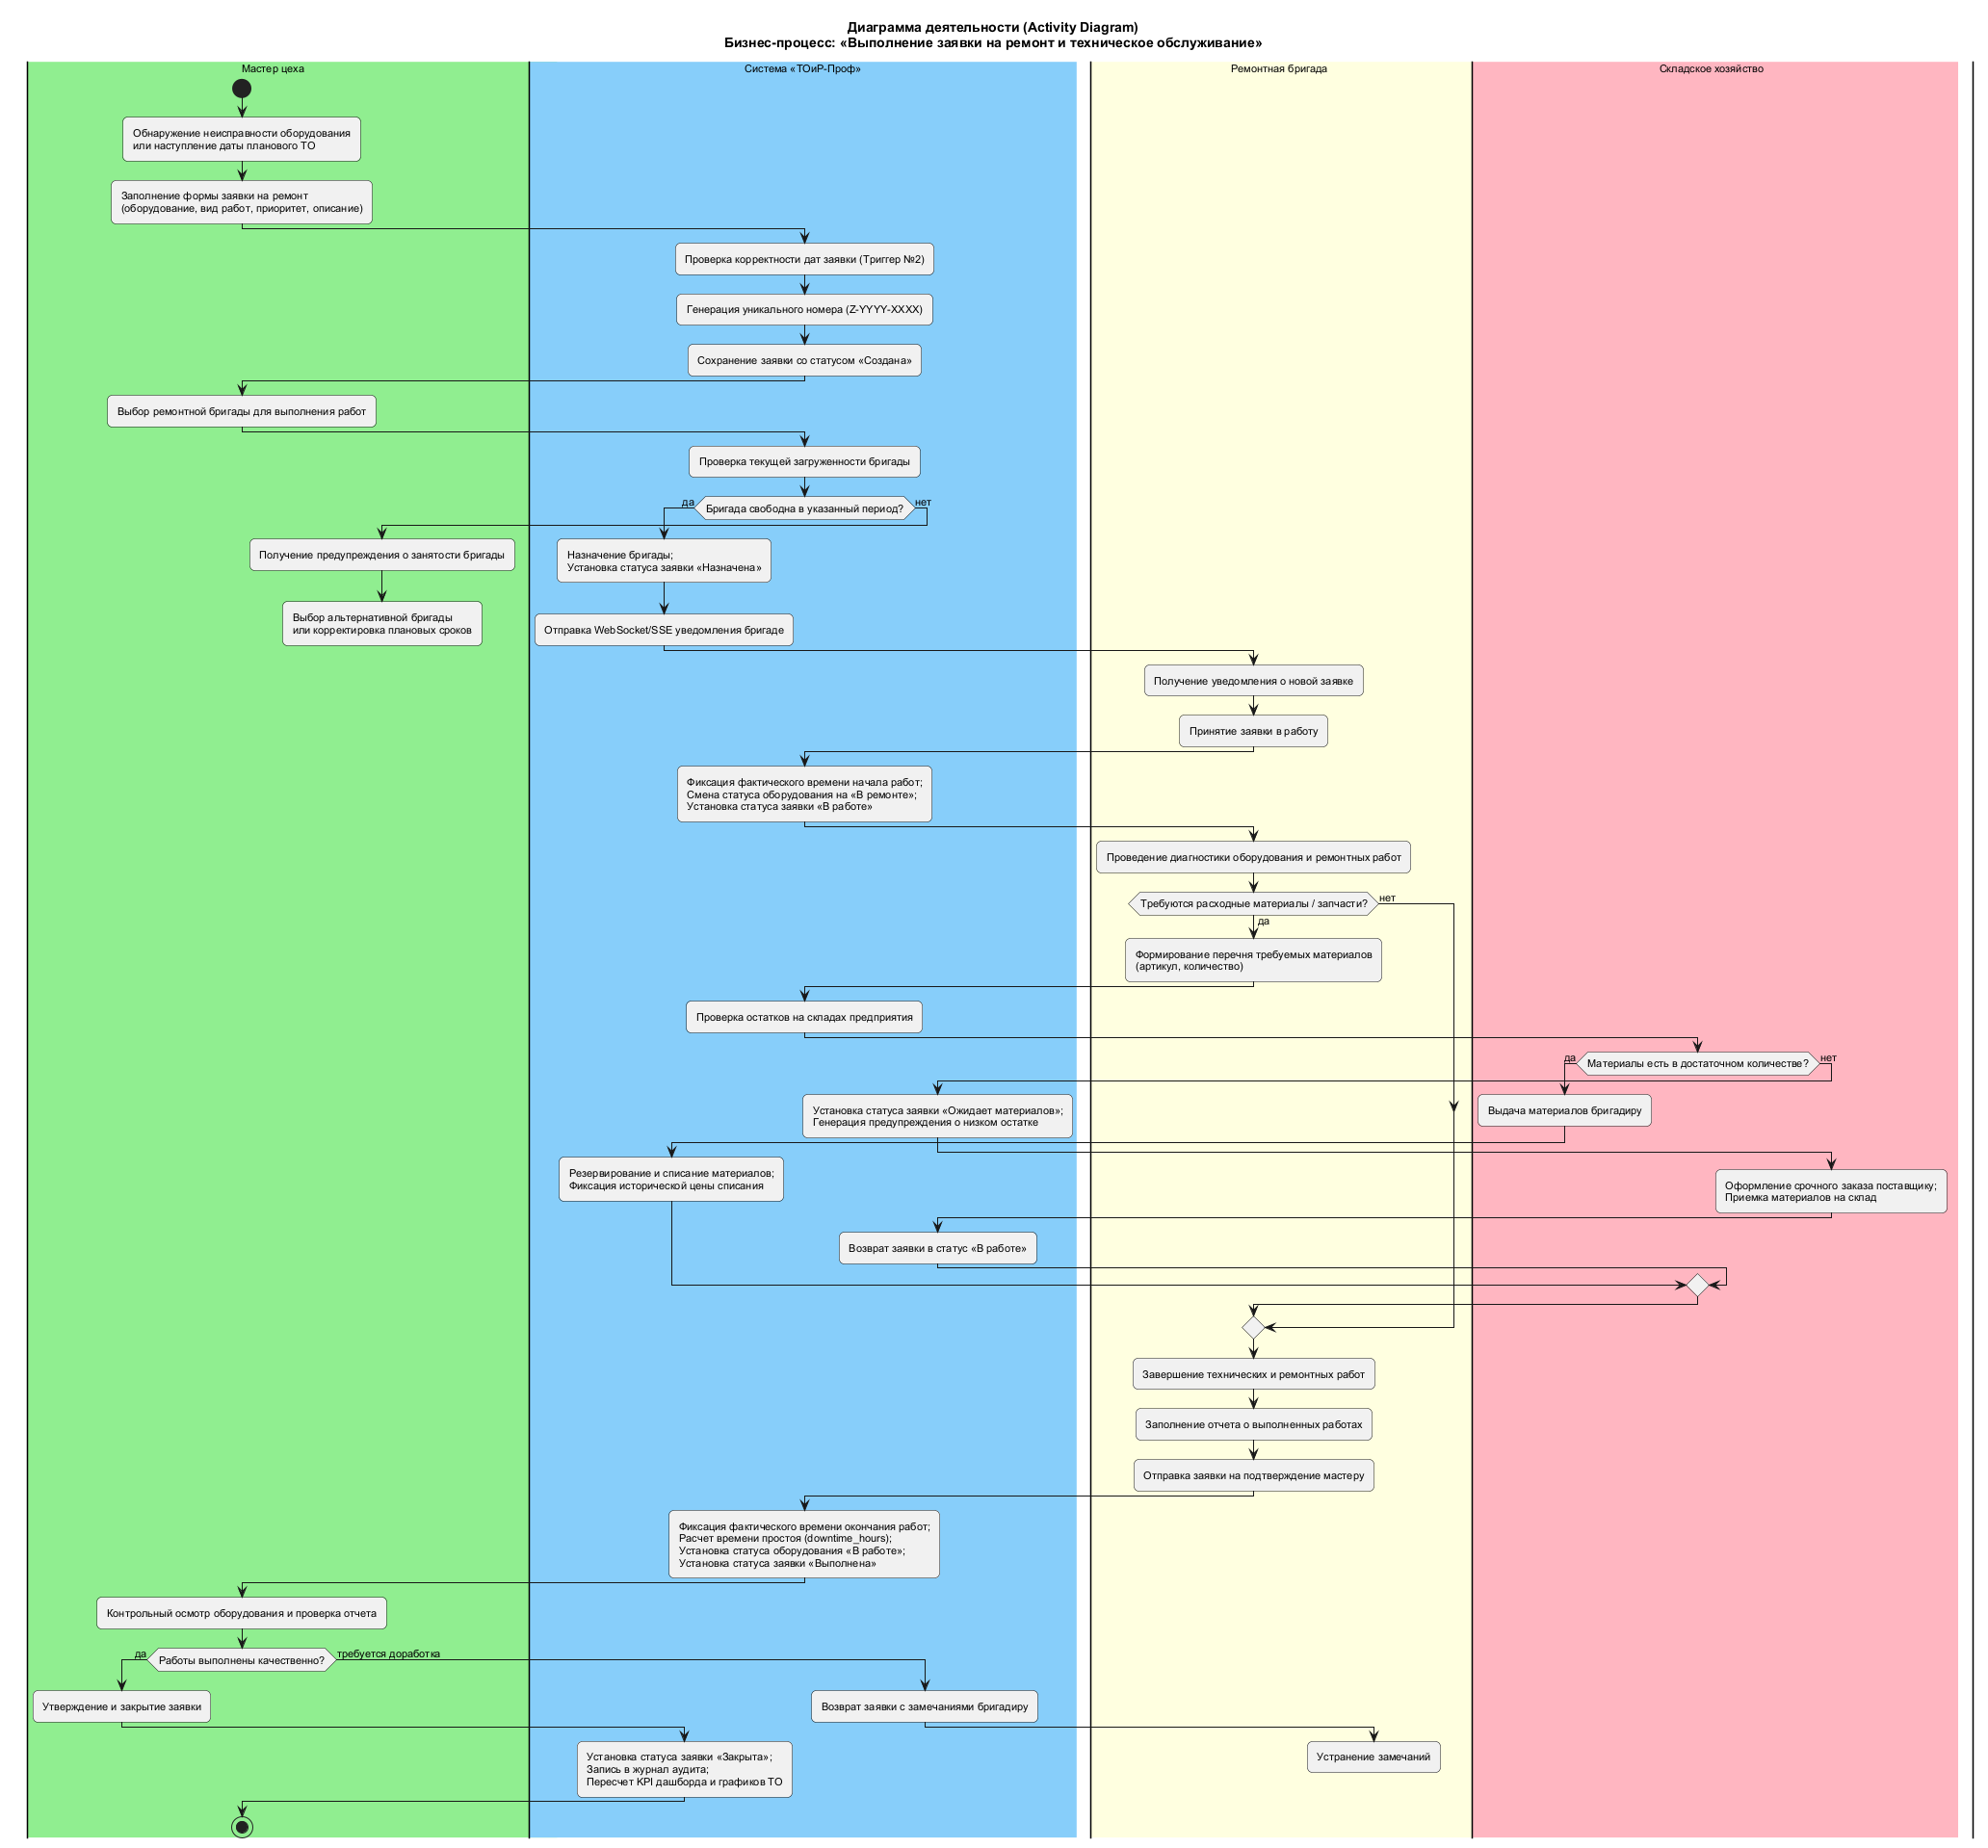 Диаграмма деятельности (Activity Diagram)
Бизнес-процесс: «Выполнение заявки на ремонт и техническое обслуживание»
Мастер цеха
Система «ТОиР-Проф»
Ремонтная бригада
Складское хозяйство
Обнаружение неисправности оборудования
или наступление даты планового ТО
Заполнение формы заявки на ремонт
(оборудование, вид работ, приоритет, описание)
Проверка корректности дат заявки (Триггер №2)
Генерация уникального номера (Z-YYYY-XXXX)
Сохранение заявки со статусом «Создана»
Выбор ремонтной бригады для выполнения работ
Проверка текущей загруженности бригады
да
Бригада свободна в указанный период?
нет
Получение предупреждения о занятости бригады
Назначение бригады;
Установка статуса заявки «Назначена»
Выбор альтернативной бригады
или корректировка плановых сроков
Отправка WebSocket/SSE уведомления бригаде
Получение уведомления о новой заявке
Принятие заявки в работу
Фиксация фактического времени начала работ;
Смена статуса оборудования на «В ремонте»;
Установка статуса заявки «В работе»
Проведение диагностики оборудования и ремонтных работ
Требуются расходные материалы / запчасти?
нет
да
Формирование перечня требуемых материалов
(артикул, количество)
Проверка остатков на складах предприятия
да
Материалы есть в достаточном количестве?
нет
Установка статуса заявки «Ожидает материалов»;
Генерация предупреждения о низком остатке
Выдача материалов бригадиру
Резервирование и списание материалов;
Фиксация исторической цены списания
Оформление срочного заказа поставщику;
Приемка материалов на склад
Возврат заявки в статус «В работе»
Завершение технических и ремонтных работ
Заполнение отчета о выполненных работах
Отправка заявки на подтверждение мастеру
Фиксация фактического времени окончания работ;
Расчет времени простоя (downtime_hours);
Установка статуса оборудования «В работе»;
Установка статуса заявки «Выполнена»
Контрольный осмотр оборудования и проверка отчета
да
Работы выполнены качественно?
требуется доработка
Утверждение и закрытие заявки
Возврат заявки с замечаниями бригадиру
Установка статуса заявки «Закрыта»;
Запись в журнал аудита;
Пересчет KPI дашборда и графиков ТО
Устранение замечаний